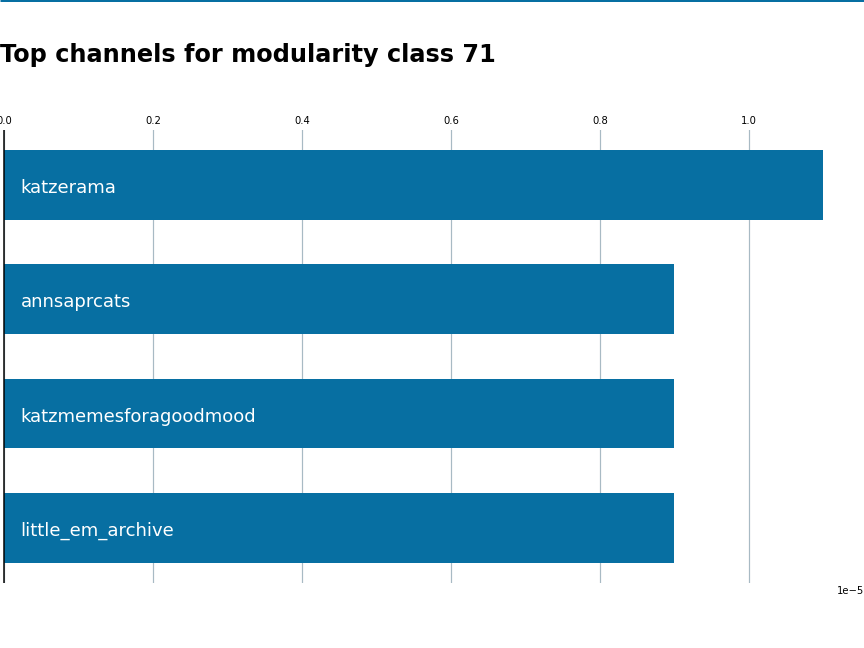 Top channels for modularity class 71
0.0 0.2 0.4 0.6 0.8 1.0
katzerama
annsaprcats
katzmemesforagoodmood
little_em_archive
1e−5